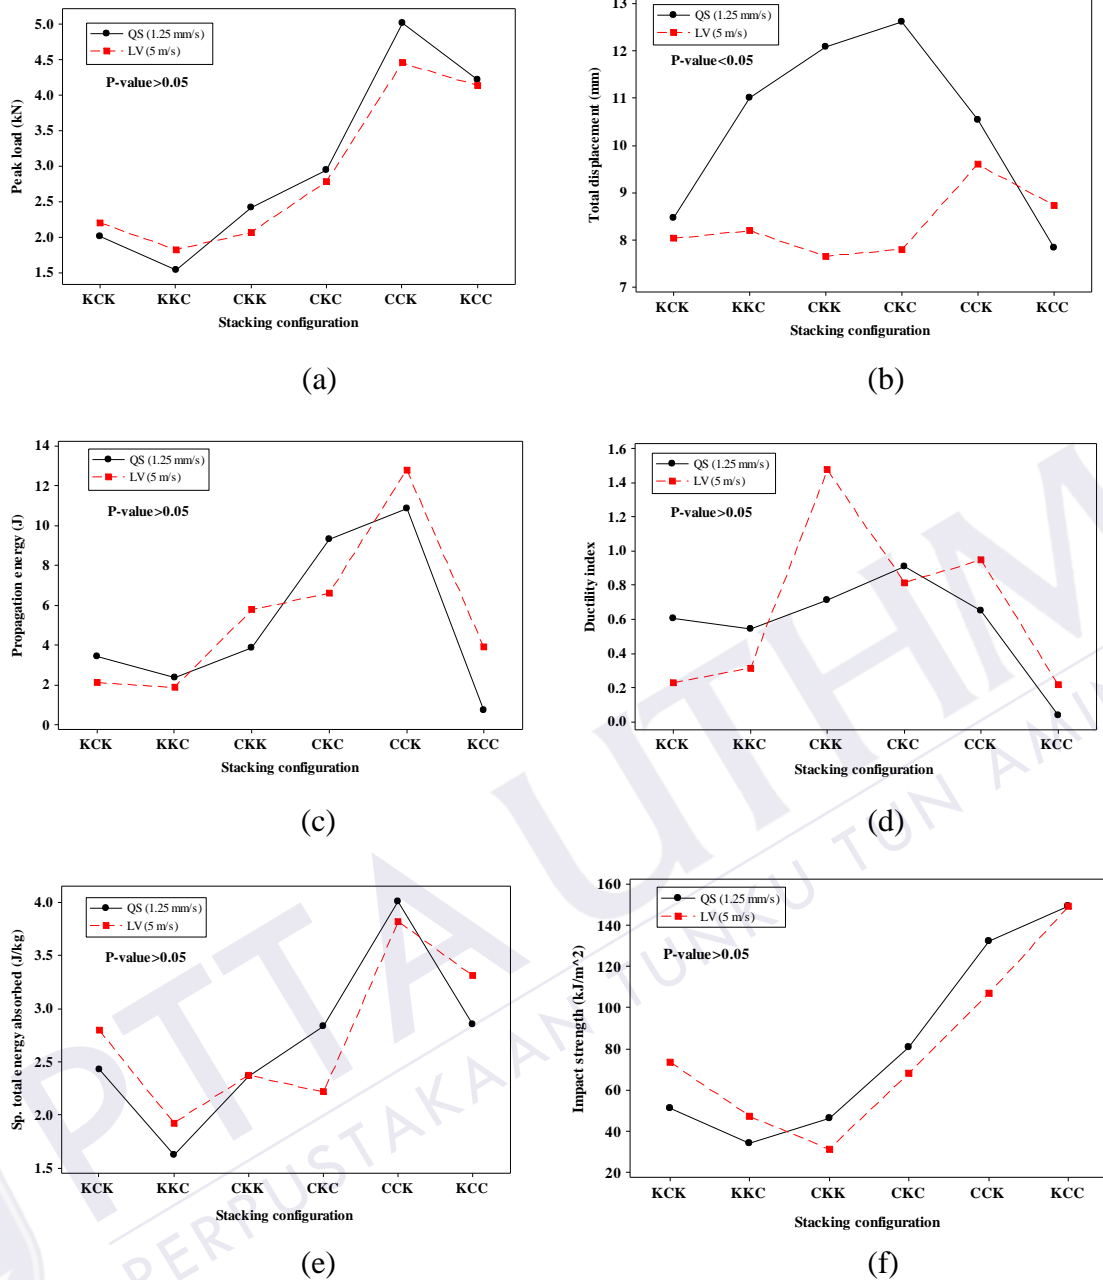 5.0
4.5
4.0
3.0
2.5
2.0
1.5
Peak load (kN)
QS (1.25 mm/s)
LV (5 m/s)
P-value>0.05
KCK KKC CKK CKC CCK KCC
Stacking configuration
(a)
13
12
11
10
9
8
7
Total displacement (mm)
QS (1.25 mm/s)
LV (5 m/s)
P-value<0.05
KCK KKC CKK CKC CCK KCC
Stacking configuration
(b)
14
12
10
8
6
4
2
0
Propagation energy (J)
QS (1.25 mm/s)
LV (5 m/s)
P-value>0.05
KCK KKC CKK CKC CCK KCC
Stacking configuration
(c)
1.6
1.4
1.2
1.0
0.8
0.6
0.4
0.2
0.0
Ductility index
QS (1.25 mm/s)
LV (5 m/s)
P-value>0.05
KCK KKC CKK CKC CCK KCC
Stacking configuration
(d)
4.0
3.5
3.0
2.5
2.0
1.5
Sp. total energy absorbed (J/kg)
QS (1.25 mm/s)
LV (5 m/s)
P-value>0.05
KCK KKC CKK CKC CCK KCC
Stacking configuration
(e)
160
140
120
100
80
60
40
20
Impact strength (kJ/m^2)
QS (1.25 mm/s)
LV (5 m/s)
P-value>0.05
KCK KKC CKK CKC CCK KCC
Stacking configuration
(f)
PTTA UTHM
PERPUSTAKAAN TUNKU TUN AMIN